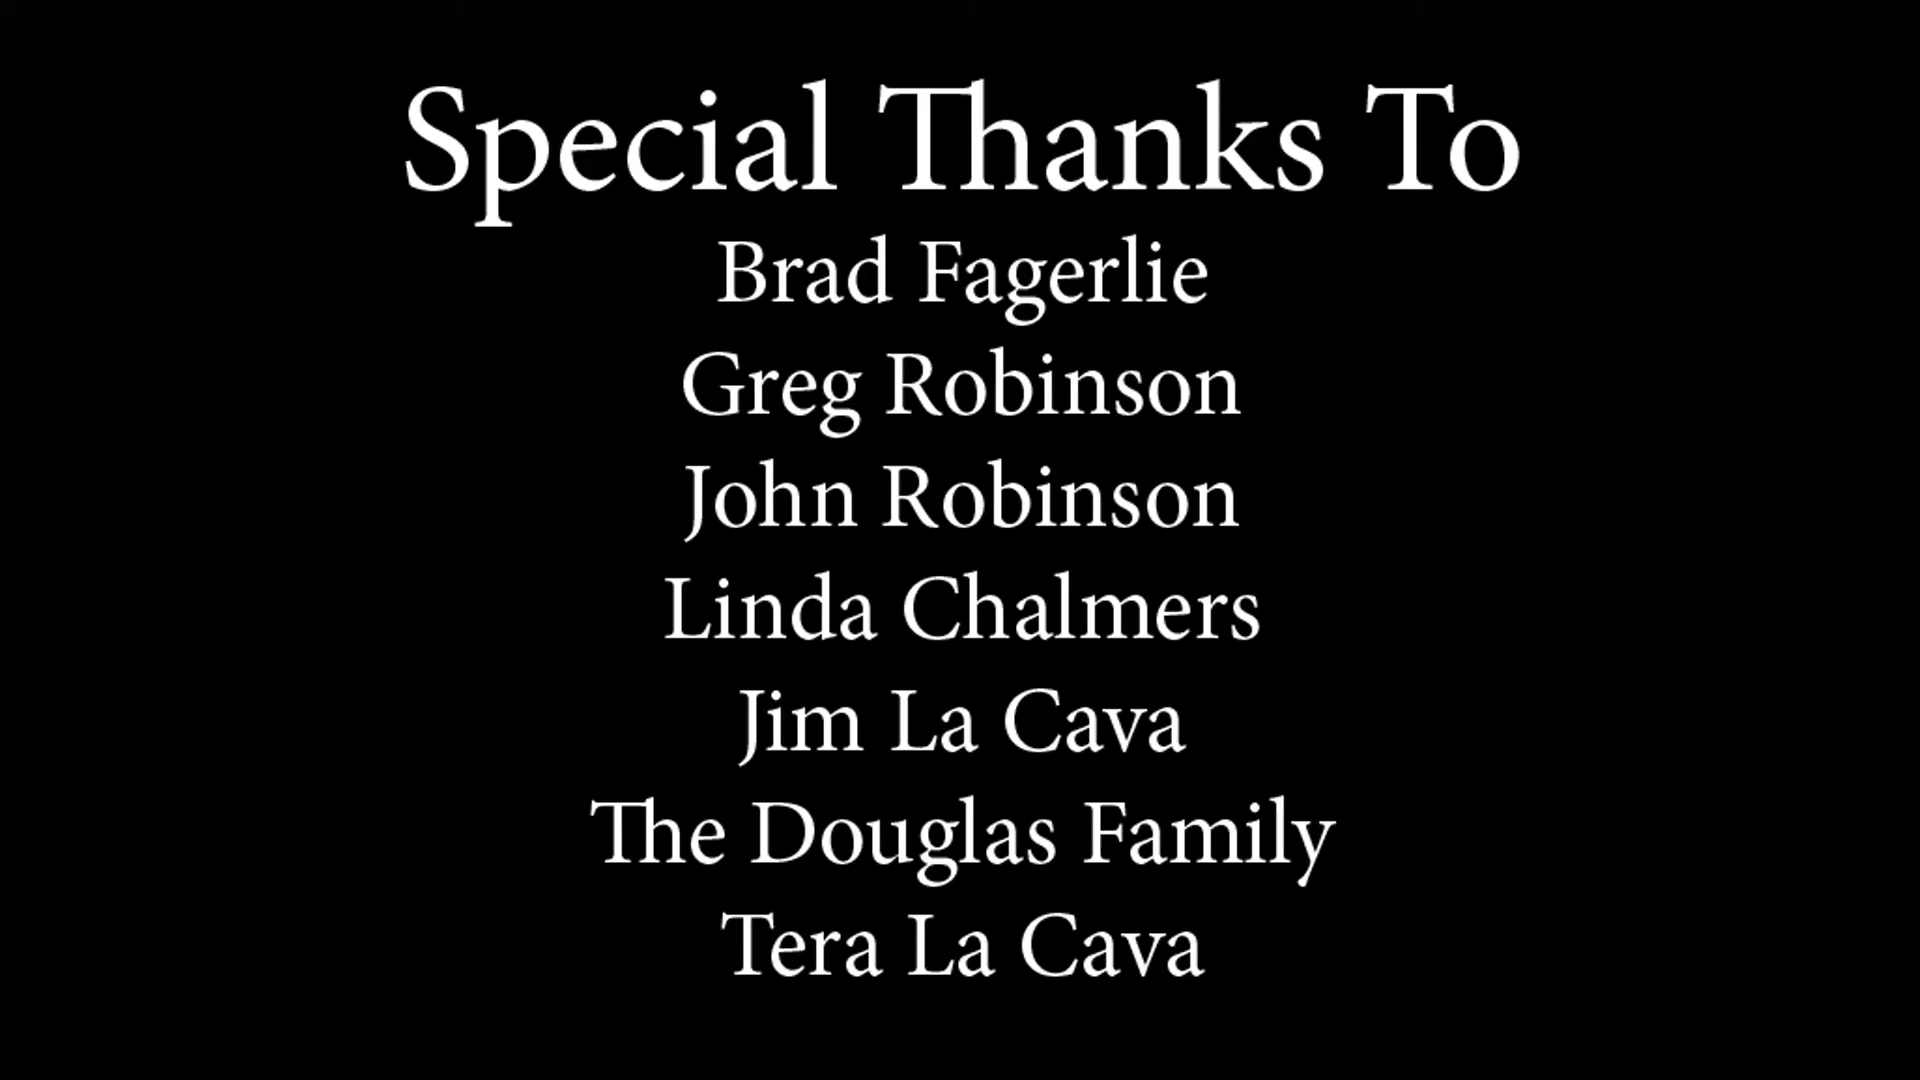 Special Thanks To
Brad Fagerlie
Greg Robinson
John Robinson
Linda Chalmers
Jim La Cava
The Douglas Family
Tera La Cava